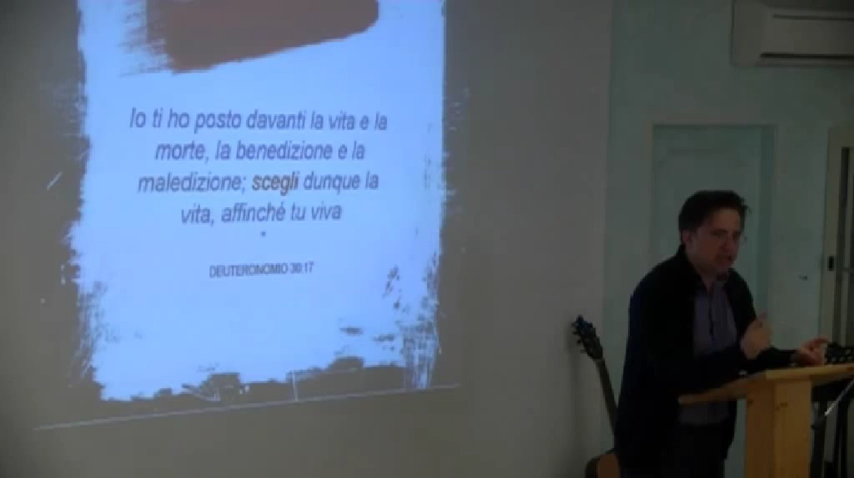 Io ti ho posto davanti la vita e la
morte, la benedizione e la
maledizione; scegli dunque la
vita, affinché tu viva
"
DEUTERONOMIO 30:17